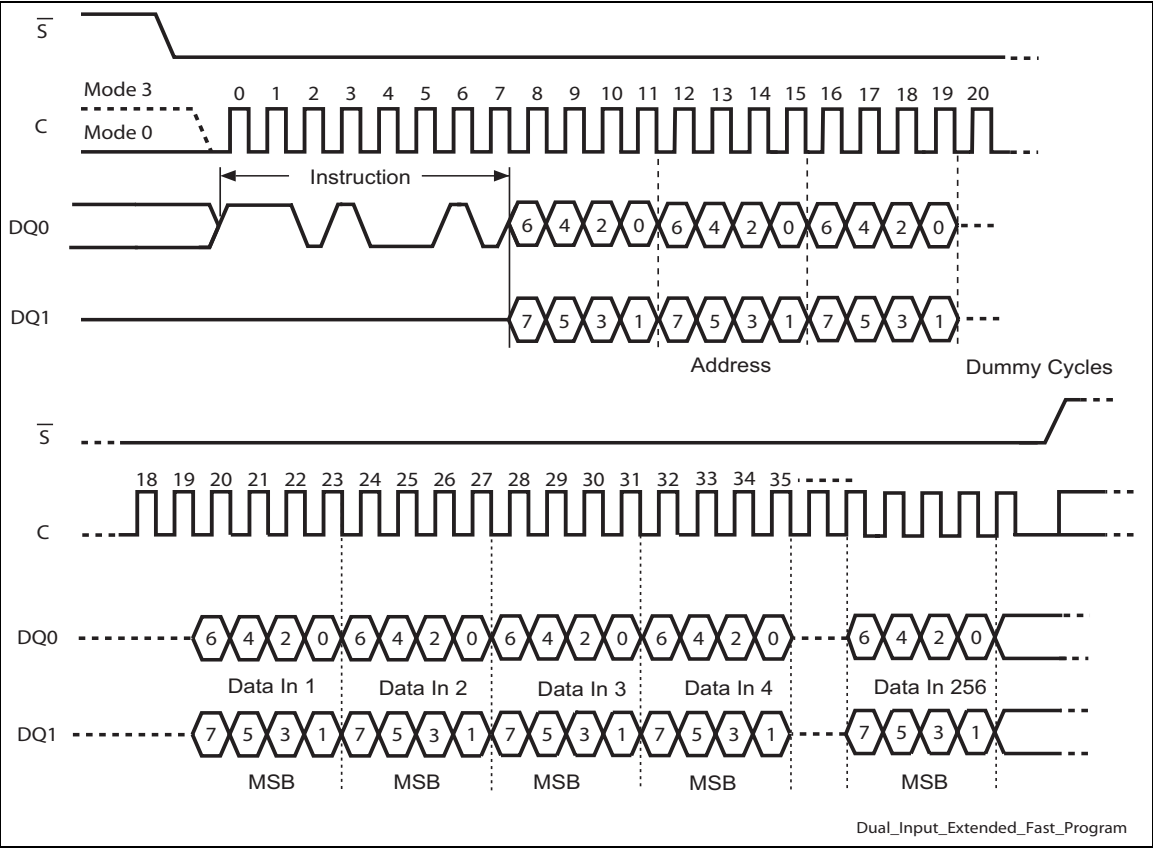 S
Mode 3
0 1 2 3 4 5 6 7 8 9 10 11 12 13 14 15 16 17 18 19 20
C
Mode 0
Instruction
DQ0
6 4 2 0 6 4 2 0 6 4 2 0
DQ1
7 5 3 1 7 5 3 1 7 5 3 1
Address
Dummy Cycles
S
18 19 20 21 22 23 24 25 26 27 28 29 30 31 32 33 34 35
C
DQ0
6 4 2 0 6 4 2 0 6 4 2 0 6 4 2 0 6 4 2 0
Data In 1 Data In 2 Data In 3 Data In 4 Data In 256
DQ1
7 5 3 1 7 5 3 1 7 5 3 1 7 5 3 1 7 5 3 1
MSB MSB MSB MSB MSB
Dual_Input_Extended_Fast_Program